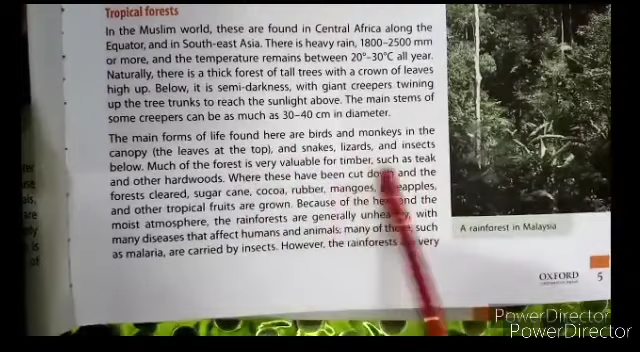 Tropical forests
In the Muslim world, these are found in Central Africa along the
Equator, and in South-east Asia. There is heavy rain, 1800–2500 mm
or more, and the temperature remains between 20°–30°C all year.
Naturally, there is a thick forest of tall trees with a crown of leaves
high up. Below, it is semi-darkness, with giant creepers twining
up the tree trunks to reach the sunlight above. The main stems of
some creepers can be as much as 30–40 cm in diameter.
The main forms of life found here are birds and monkeys in the
canopy (the leaves at the top), and snakes, lizards, and insects
below. Much of the forest is very valuable for timber, such as teak
and other hardwoods. Where these have been cut and the
forests cleared, sugar cane, cocoa, rubber, mangoes,
and other tropical fruits are grown. Because of the and the
moist atmosphere, the rainforests are generally with
many diseases that affect humans and animals: many of such
as malaria, are carried by insects. However, the rainforests very
A rainforest in Malaysia
OXFORD
5
of
PowerDirector
PowerDirector